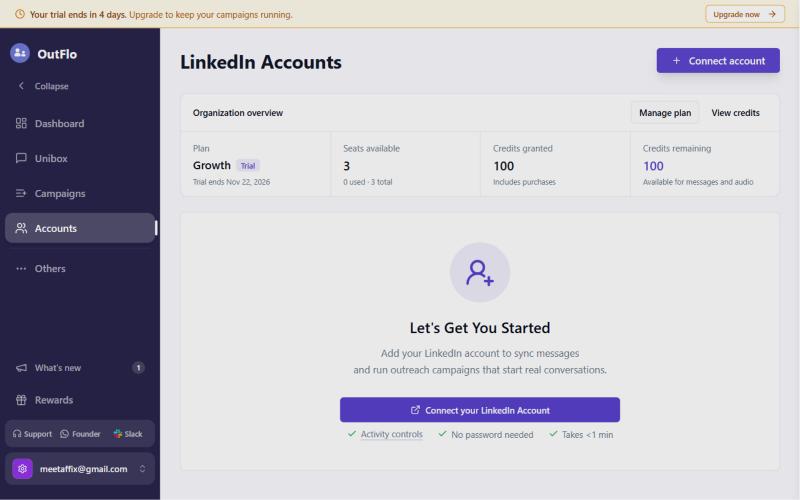 Your trial ends in 4 days. Upgrade to keep your campaigns running.
Upgrade now
OutFlo
Collapse
Dashboard
Unibox
Campaigns
Accounts
Others
What's new
1
Rewards
Support
Founder
Slack
meetaffix@gmail.com
LinkedIn Accounts
Connect account
Organization overview
Manage plan
View credits
Plan
Growth Trial
Trial ends Nov 22, 2026
Seats available
3
0 used · 3 total
Credits granted
100
Includes purchases
Credits remaining
100
Available for messages and audio
Let's Get You Started
Add your LinkedIn account to sync messages
and run outreach campaigns that start real conversations.
Connect your LinkedIn Account
Activity controls
No password needed
Takes <1 min